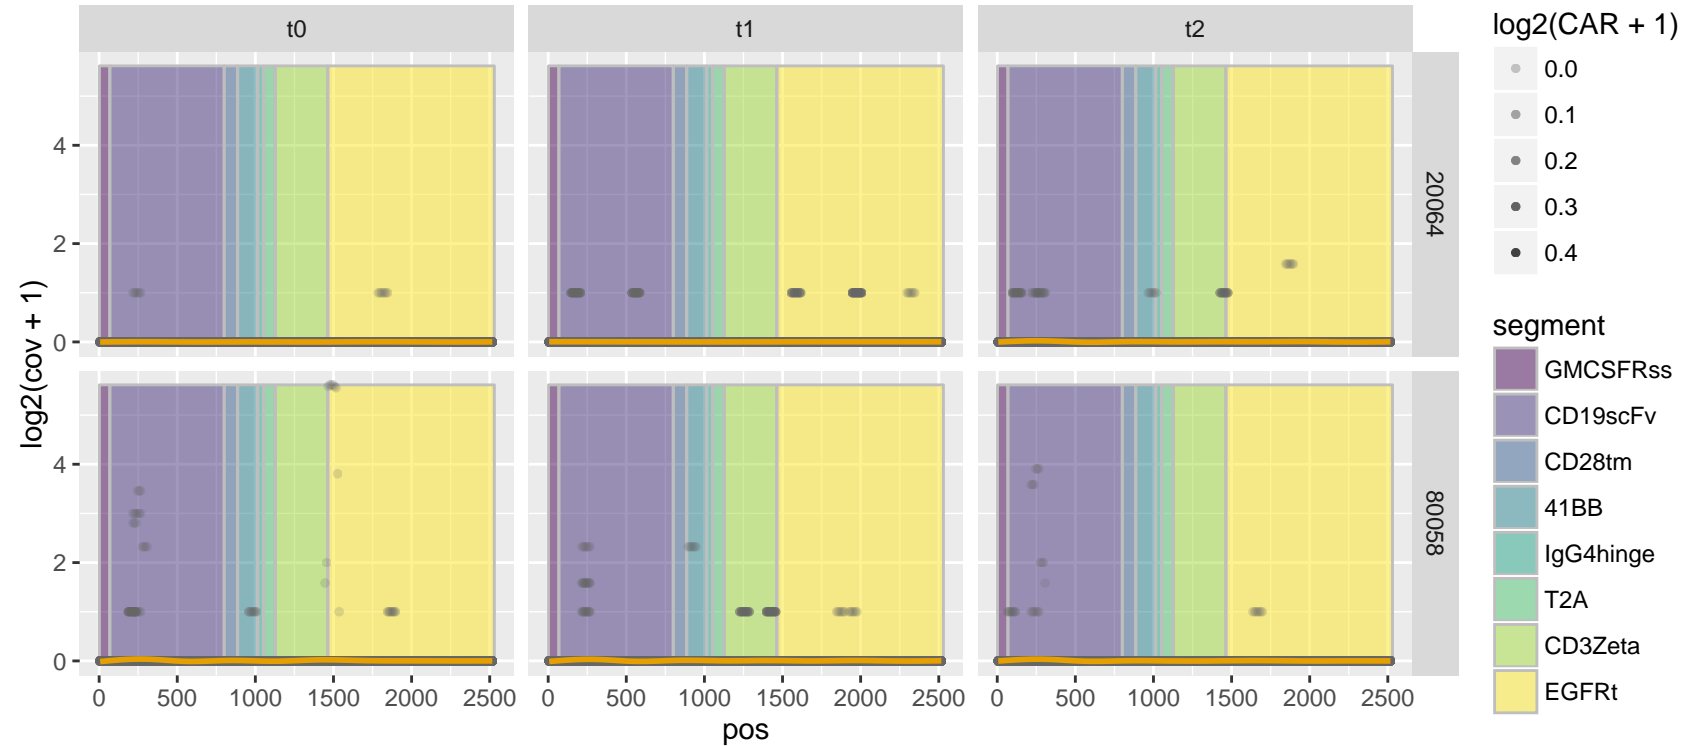 t0 t1 t2
log2(cov + 1)
4
2
0
20064
4
2
0
80058
0 500 1000 1500 2000 2500 0 500 1000 1500 2000 2500 0 500 1000 1500 2000 2500
pos
log2(CAR + 1)
0.0
0.1
0.2
0.3
0.4
segment
GMCSFRss
CD19scFv
CD28tm
41BB
IgG4hinge
T2A
CD3Zeta
EGFRt